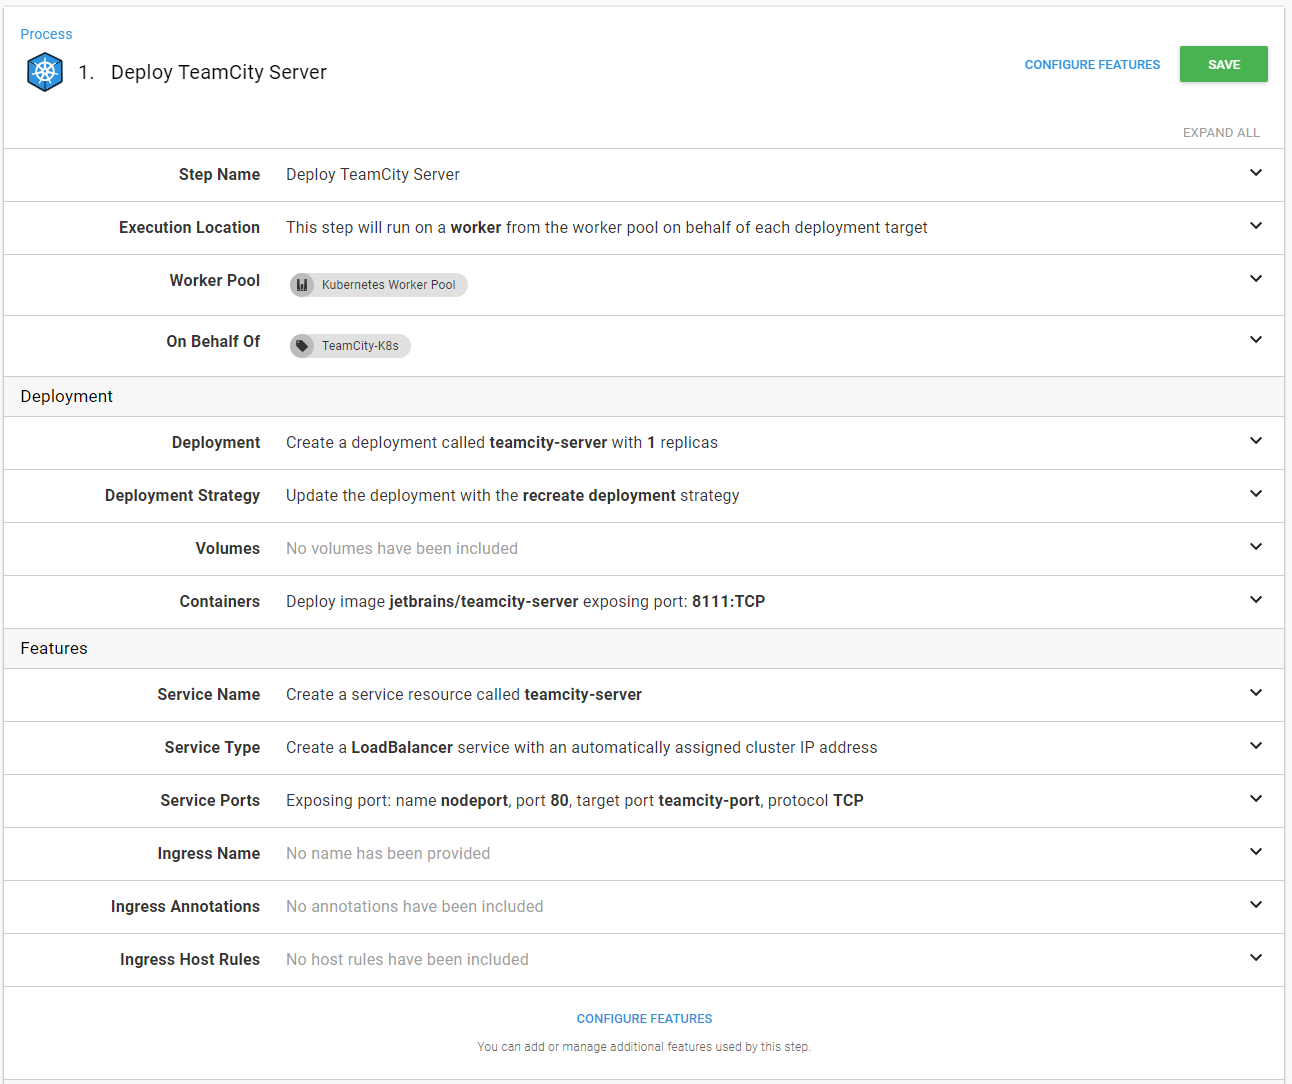 Process
1. Deploy TeamCity Server
CONFIGURE FEATURES
SAVE
EXPAND ALL
Step Name Deploy TeamCity Server
Execution Location This step will run on a worker from the worker pool on behalf of each deployment target
Worker Pool Kubernetes Worker Pool
On Behalf Of TeamCity-K8s
Deployment
Deployment Create a deployment called teamcity-server with 1 replicas
Deployment Strategy Update the deployment with the recreate deployment strategy
Volumes No volumes have been included
Containers Deploy image jetbrains/teamcity-server exposing port: 8111:TCP
Features
Service Name Create a service resource called teamcity-server
Service Type Create a LoadBalancer service with an automatically assigned cluster IP address
Service Ports Exposing port: name nodeport, port 80, target port teamcity-port, protocol TCP
Ingress Name No name has been provided
Ingress Annotations No annotations have been included
Ingress Host Rules No host rules have been included
CONFIGURE FEATURES
You can add or manage additional features used by this step.